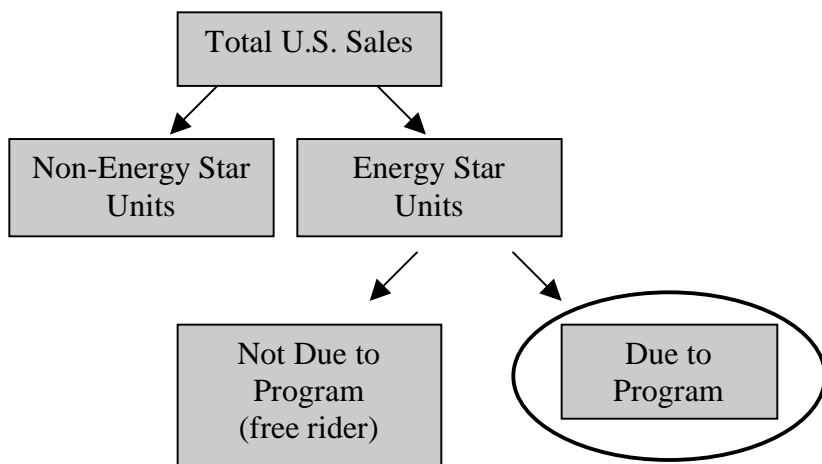 Total U.S. Sales
Non-Energy Star
Units
Energy Star
Units
Not Due to
Program
(free rider)
Due to
Program